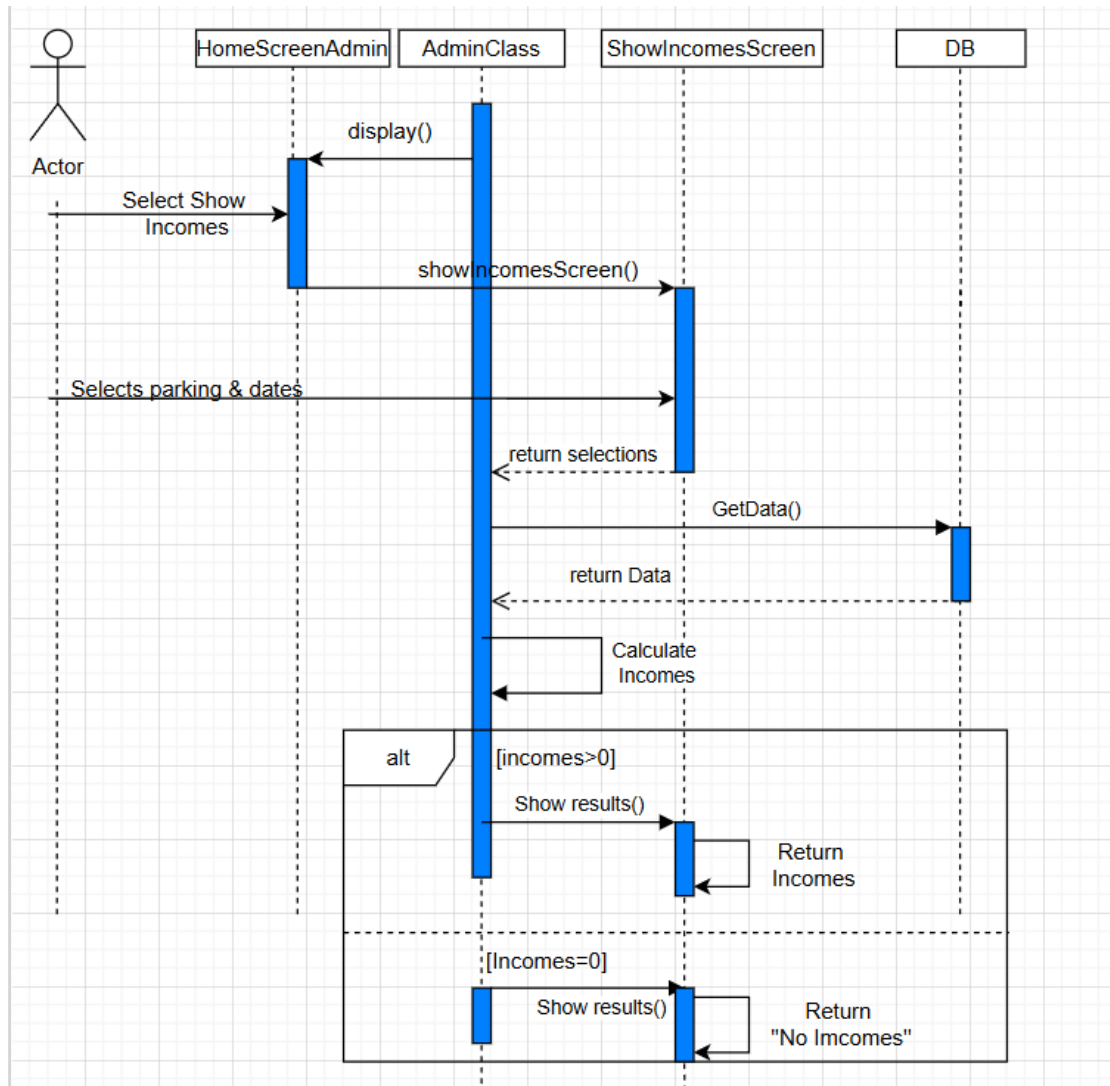 HomeScreenAdmin
AdminClass
ShowIncomesScreen
DB
Actor
display()
Select Show
Incomes
showIncomesScreen()
Selects parking & dates
return selections
GetData()
return Data
Calculate
Incomes
alt
[incomes>0]
Show results()
Return
Incomes
[Incomes=0]
Show results()
Return
"No Imcomes"